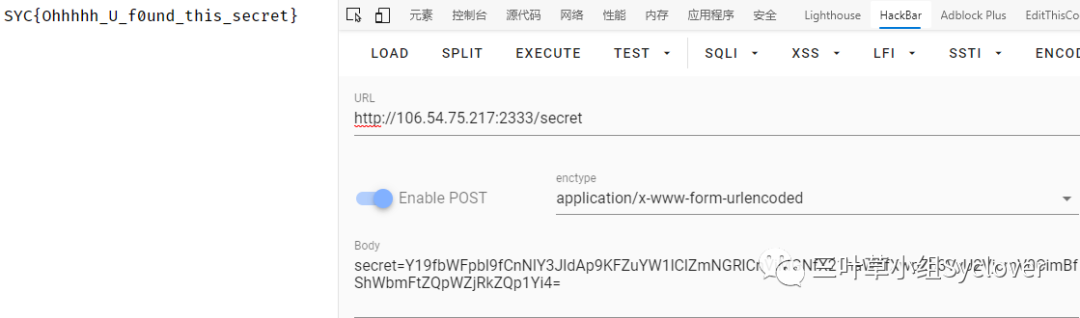 SYC{Ohhhhh_U_f0und_this_secret}
元素 控制台 源代码 网络 性能 内存 应用程序 安全 Lighthouse HackBar Adblock Plus EditThisCo
LOAD SPLIT EXECUTE TEST SQLI XSS LFI SSTI ENCOD
URL
http://106.54.75.217:2333/secret
enctype
Enable POST application/x-www-form-urlencoded
Body
三叶草小组Syclover
ShWbmFtZQpWZjRkZQp1Yi4=